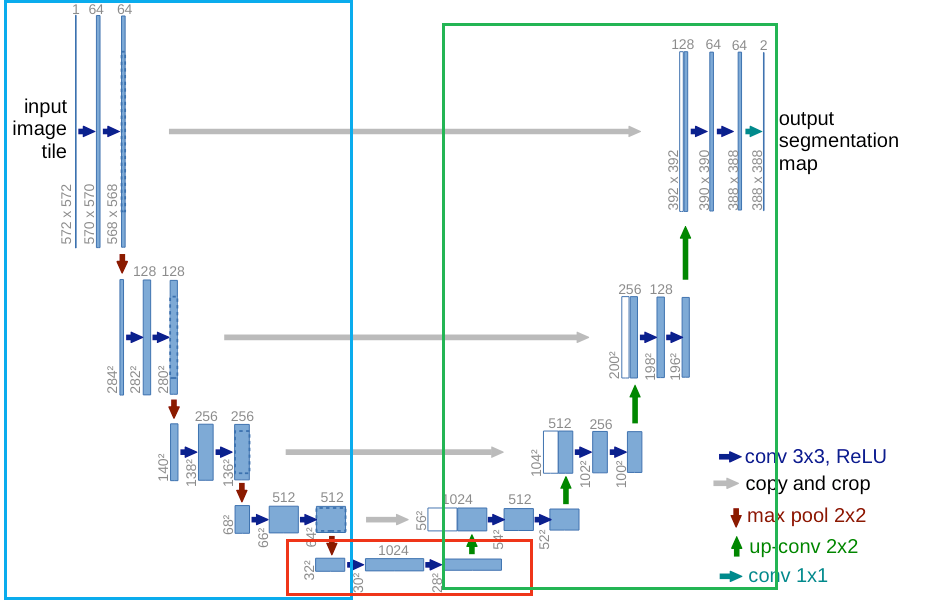 1 64 64
128 64 64 2
input
image
tile
output
segmentation
map
572 x 572
570 x 570
568 x 568
392 x 392
390 x 390
388 x 388
388 x 388
128 128
256 128
284²
282²
280²
200²
198²
196²
256 256
512 256
140²
138²
136²
104²
102²
100²
512 512
1024 512
68²
66²
64²
56²
54²
52²
1024
32²
30²
28²
conv 3x3, ReLU
copy and crop
max pool 2x2
up-conv 2x2
conv 1x1